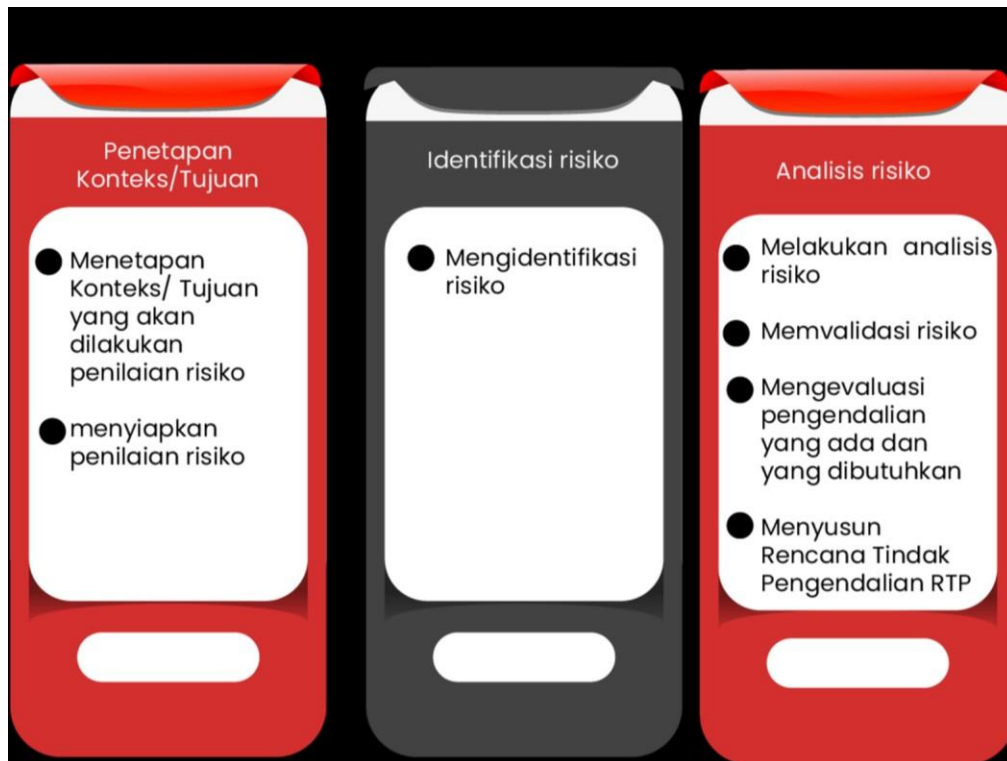 Penetapan
Konteks/Tujuan
Menetapan
Konteks/ Tujuan
yang akan
dilakukan
penilaian risiko
menyiapkan
penilaian risiko
Identifikasi risiko
Mengidentifikasi
risiko
Analisis risiko
Melakukan analisis
risiko
Memvalidasi risiko
Mengevaluasi
pengendalian
yang ada dan
yang dibutuhkan
Menyusun
Rencana Tindak
Pengendalian RTP